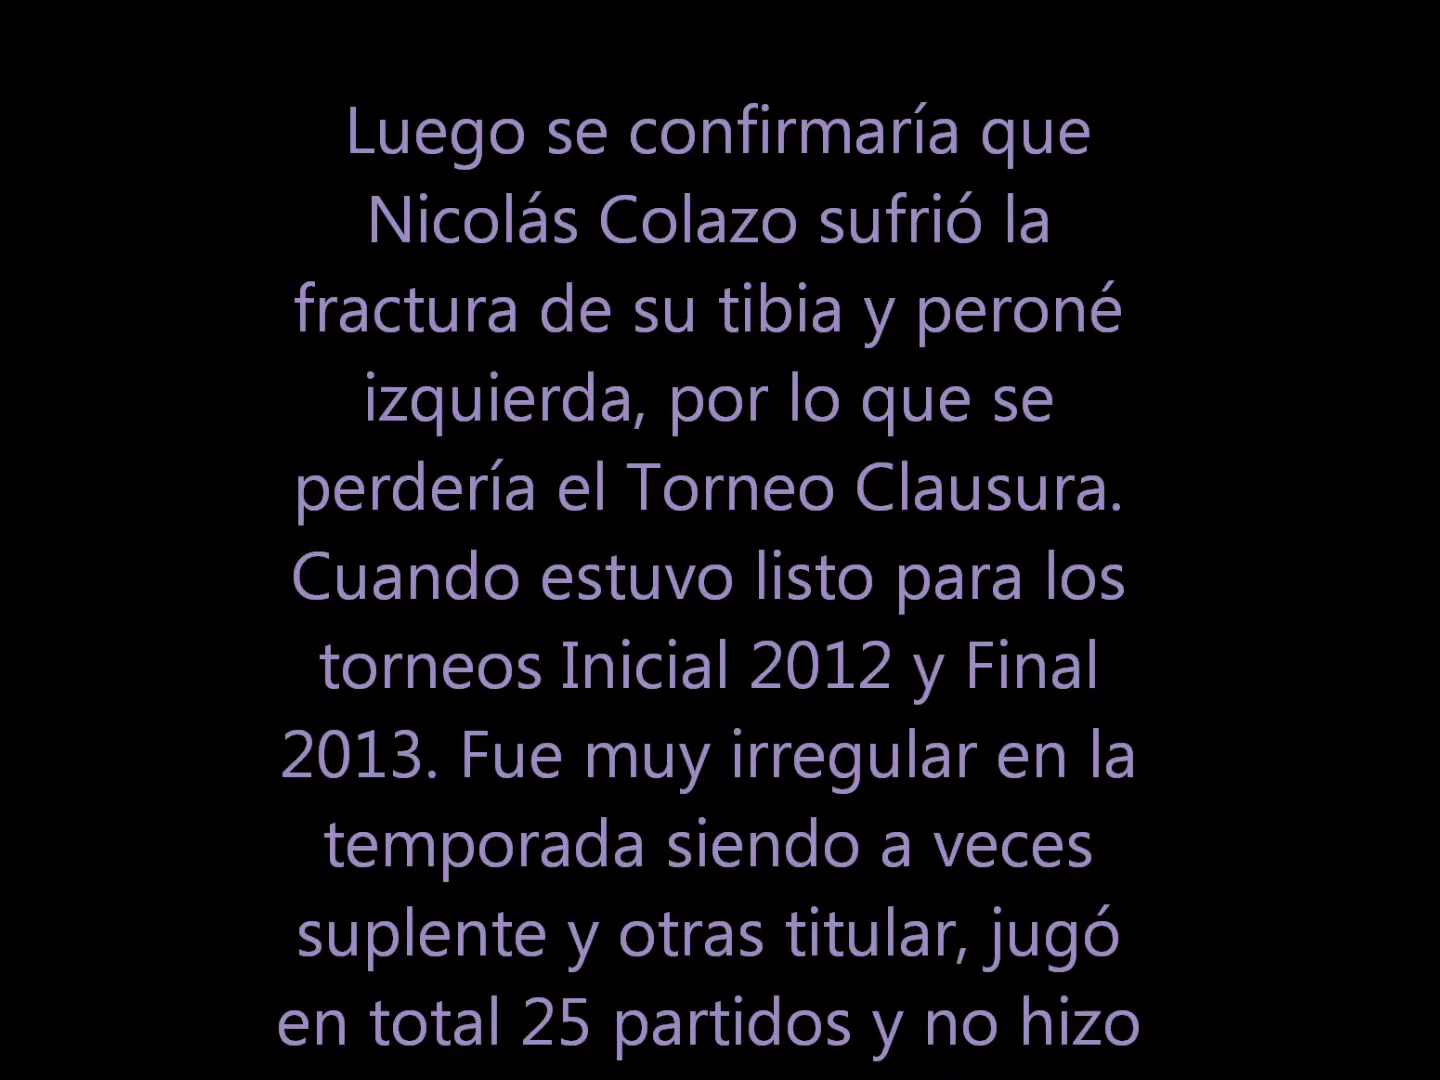 Luego se confirmaría que
Nicolás Colazo sufrió la
fractura de su tibia y peroné
izquierda, por lo que se
perdería el Torneo Clausura.
Cuando estuvo listo para los
torneos Inicial 2012 y Final
2013. Fue muy irregular en la
temporada siendo a veces
suplente y otras titular, jugó
en total 25 partidos y no hizo